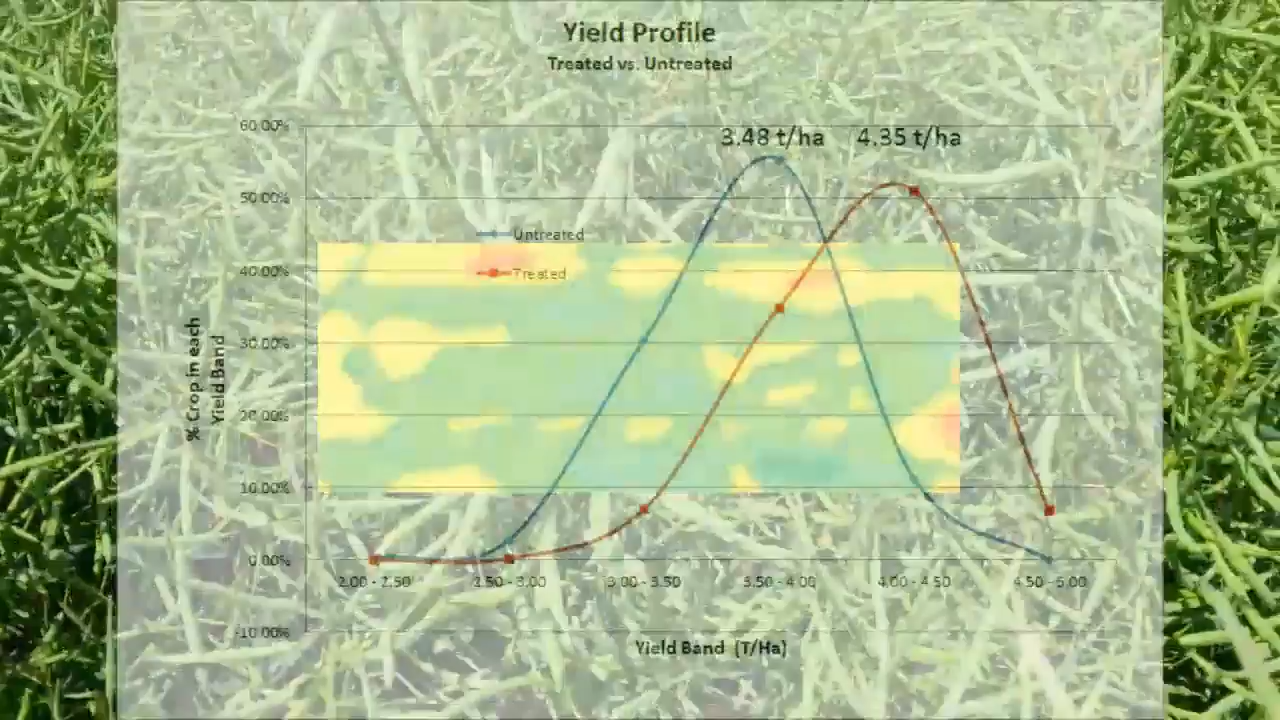 Yield Profile
Treated vs. Untreated
60.00%
3.48 t/ha
4.35 t/ha
50.00%
Untreated
40.00%
Treated
30.00%
% Crop in each
Yield Band
20.00%
10.00%
0.00%
2.00 - 2.50
2.50 - 3.00
3.00 - 3.50
3.50 - 4.00
4.00 - 4.50
4.50 - 5.00
-10.00%
Yield Band (T/Ha)